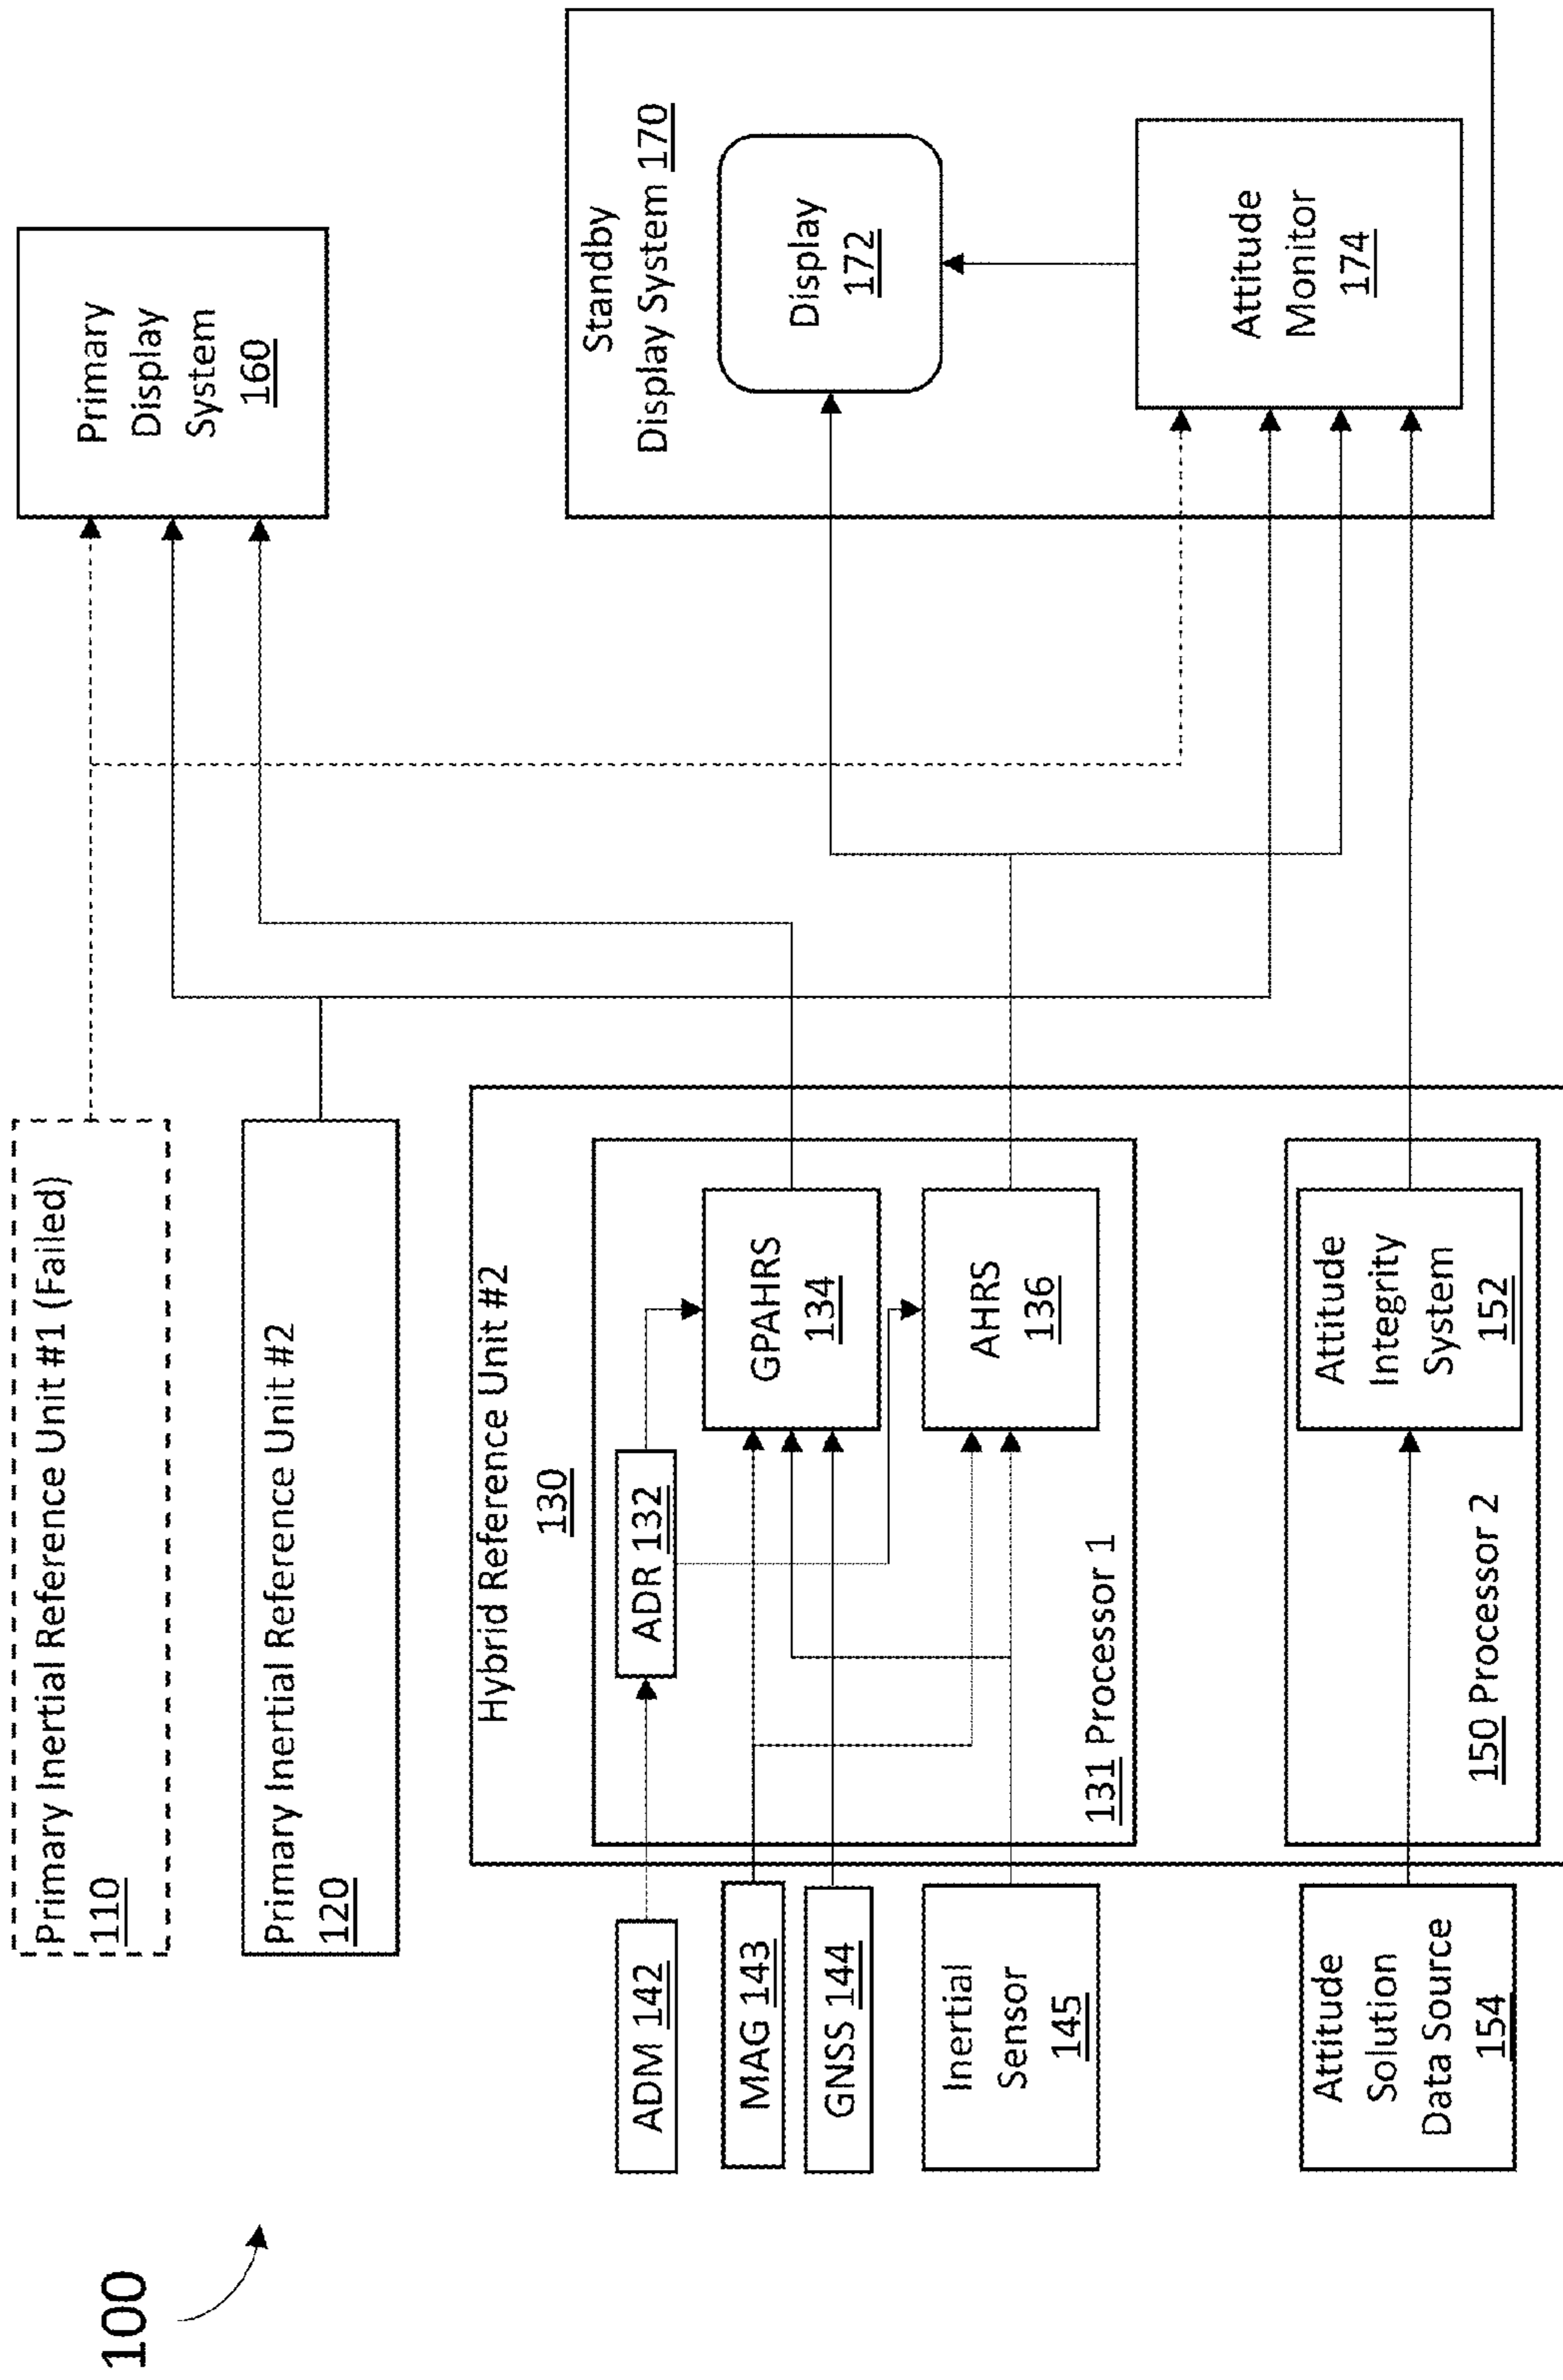 100
Primary Inertial Reference Unit #1 (Failed)
110
Primary Inertial Reference Unit #2
120
Primary
Display
System
160
Hybrid Reference Unit #2
130
ADM 142
MAG 143
GNSS 144
Inertial
Sensor
145
ADR 132
GPAHRS
134
AHRS
136
131 Processor 1
Attitude
Solution
Data Source
154
150 Processor 2
Attitude
Integrity
System
152
Standby
Display System 170
Display
172
Attitude
Monitor
174